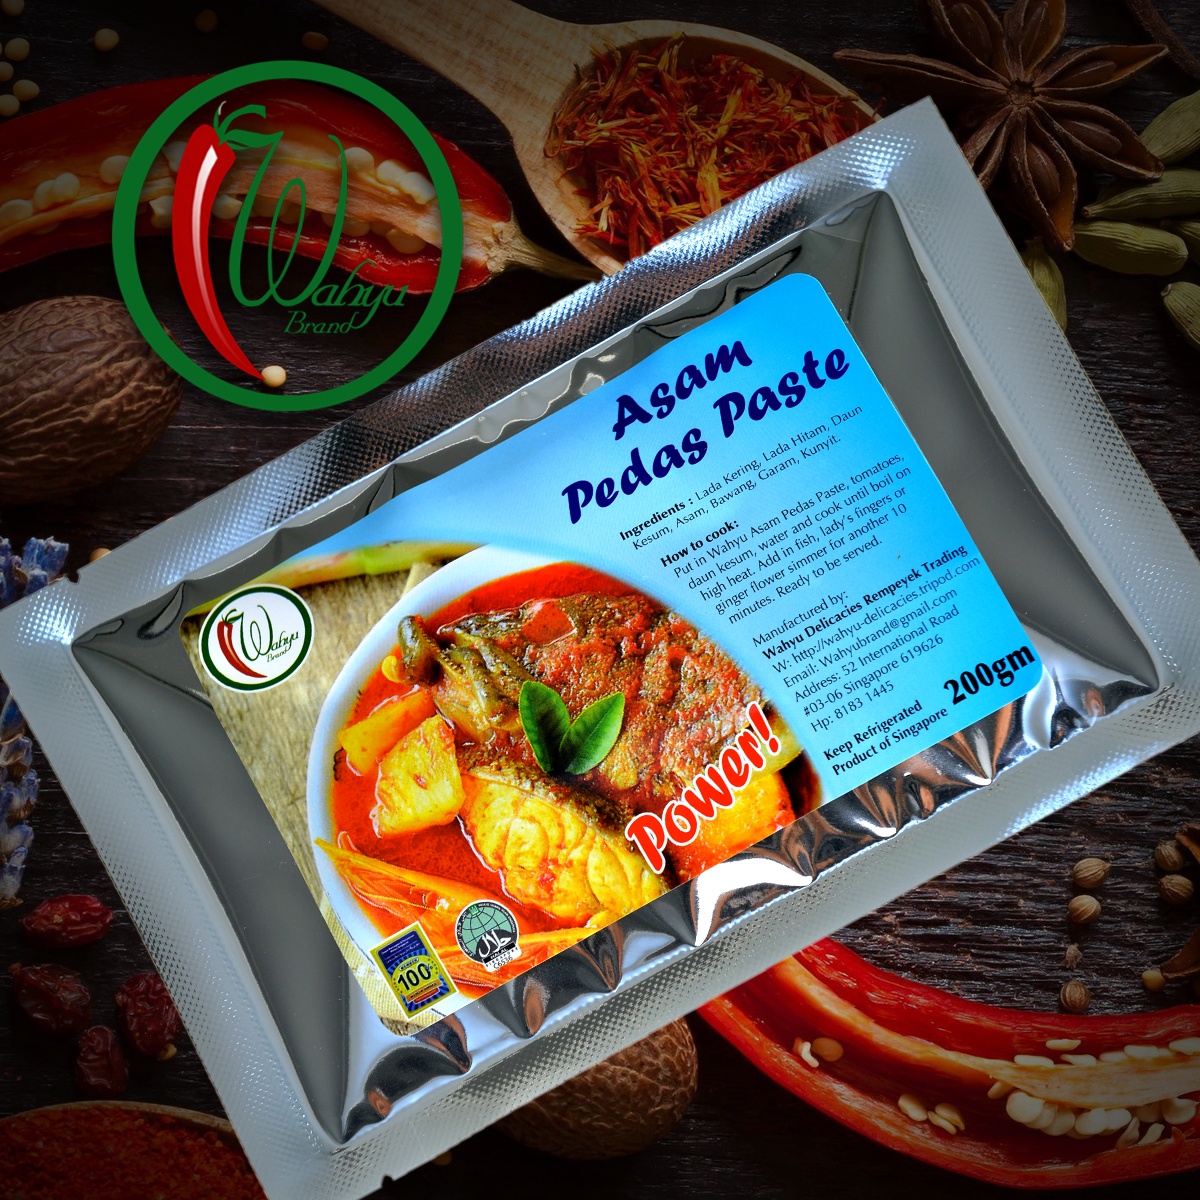 Wahyu
Brand
Asam
Pedas Paste
Ingredients : Lada Kering, Lada Hitam, Daun
Kesum, Asam, Bawang, Garam, Kunyit.
How to cook:
Put in Wahyu Asam Pedas Paste, tomatoes,
daun kesum, water and cook until boil on
high heat. Add in fish, lady's fingers or
ginger flower simmer for another 10
minutes. Ready to be served.
Manufactured by:
Wahyu Delicacies Rempeyek Trading
W: http://wahyu-delicacies.tripod.com
Email: Wahyubrand@gmail.com
Address: 52 International Road
#03-06 Singapore 619626
Hp: 8183 1445
Keep Refrigerated
Product of Singapore
200gm
Wahyu
Brand
Power!
100%
حلال
HALAL
SINGAPORE